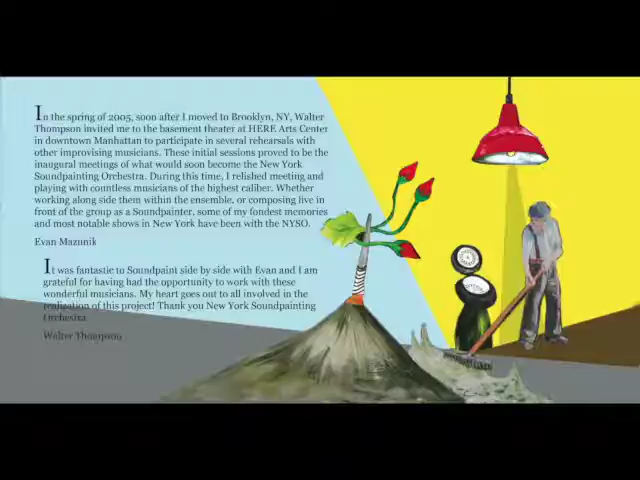 In the spring of 2005, soon after I moved to Brooklyn, NY, Walter
Thompson invited me to the basement theater at HERE Arts Center
in downtown Manhattan to participate in several rehearsals with
other improvising musicians. These initial sessions proved to be the
inaugural meetings of what would soon become the New York
Soundpainting Orchestra. During this time, I relished meeting and
playing with countless musicians of the highest caliber. Whether
working along side them within the ensemble, or composing live in
front of the group as a Soundpainter, some of my fondest memories
and most notable shows in New York have been with the NYSO.
Evan Mazunik
It was fantastic to Soundpaint side by side with Evan and I am
grateful for having had the opportunity to work with these
wonderful musicians. My heart goes out to all involved in the
realization of this project! Thank you New York Soundpainting
Orchestra
Walter Thompson